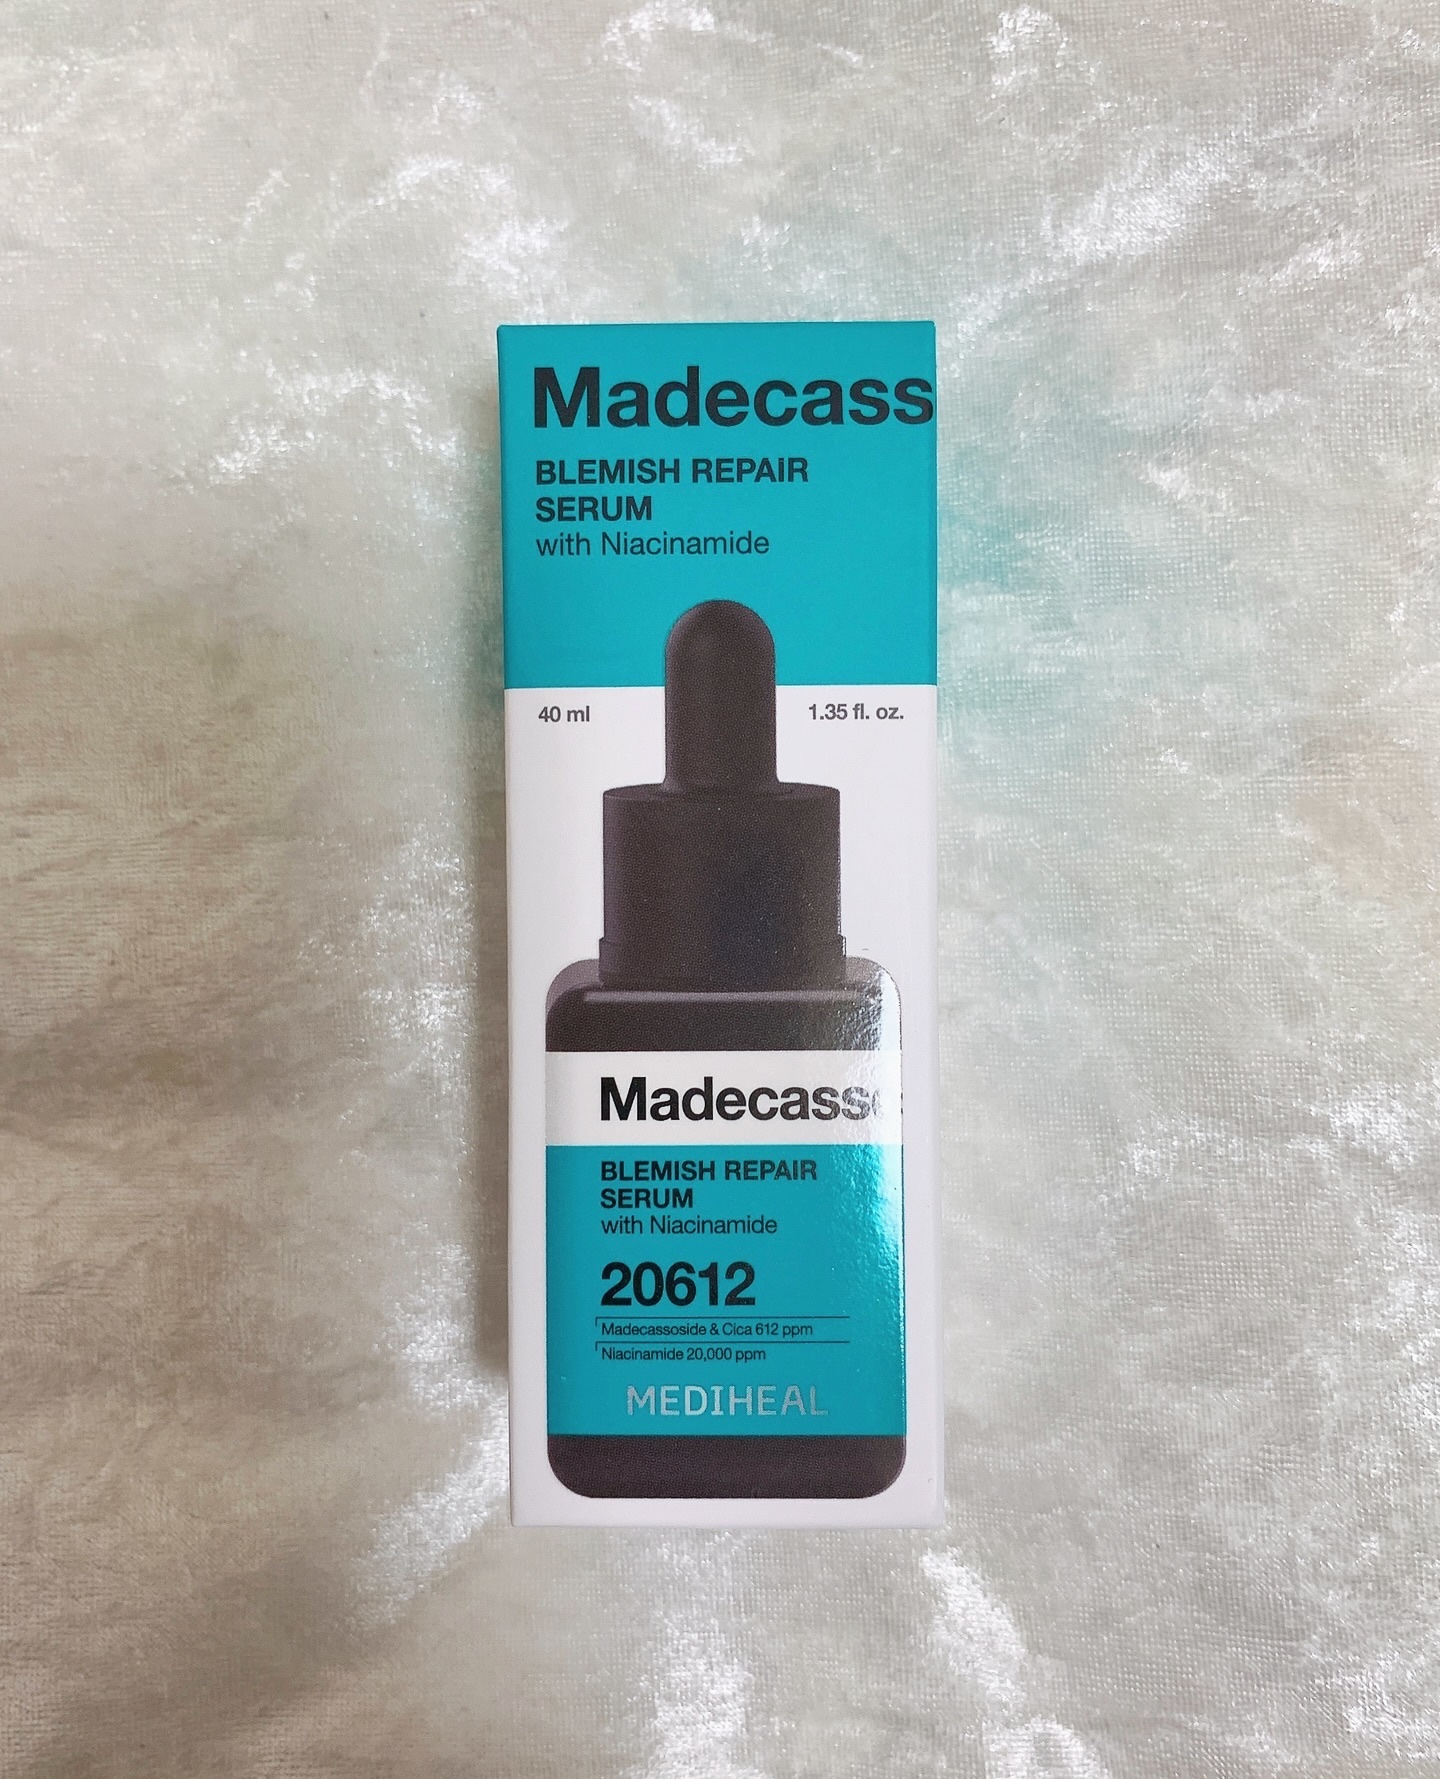 Madecass
BLEMISH REPAiR
SERUM
with Niacinamide
40 ml
1.35 fl. oz.
Madecasso
BLEMISH REPAIR
SERUM
with Niacinamide
20612
Madecassoside & Cica 612 ppm
Niacinamide 20,000 ppm
MEDIHEAL